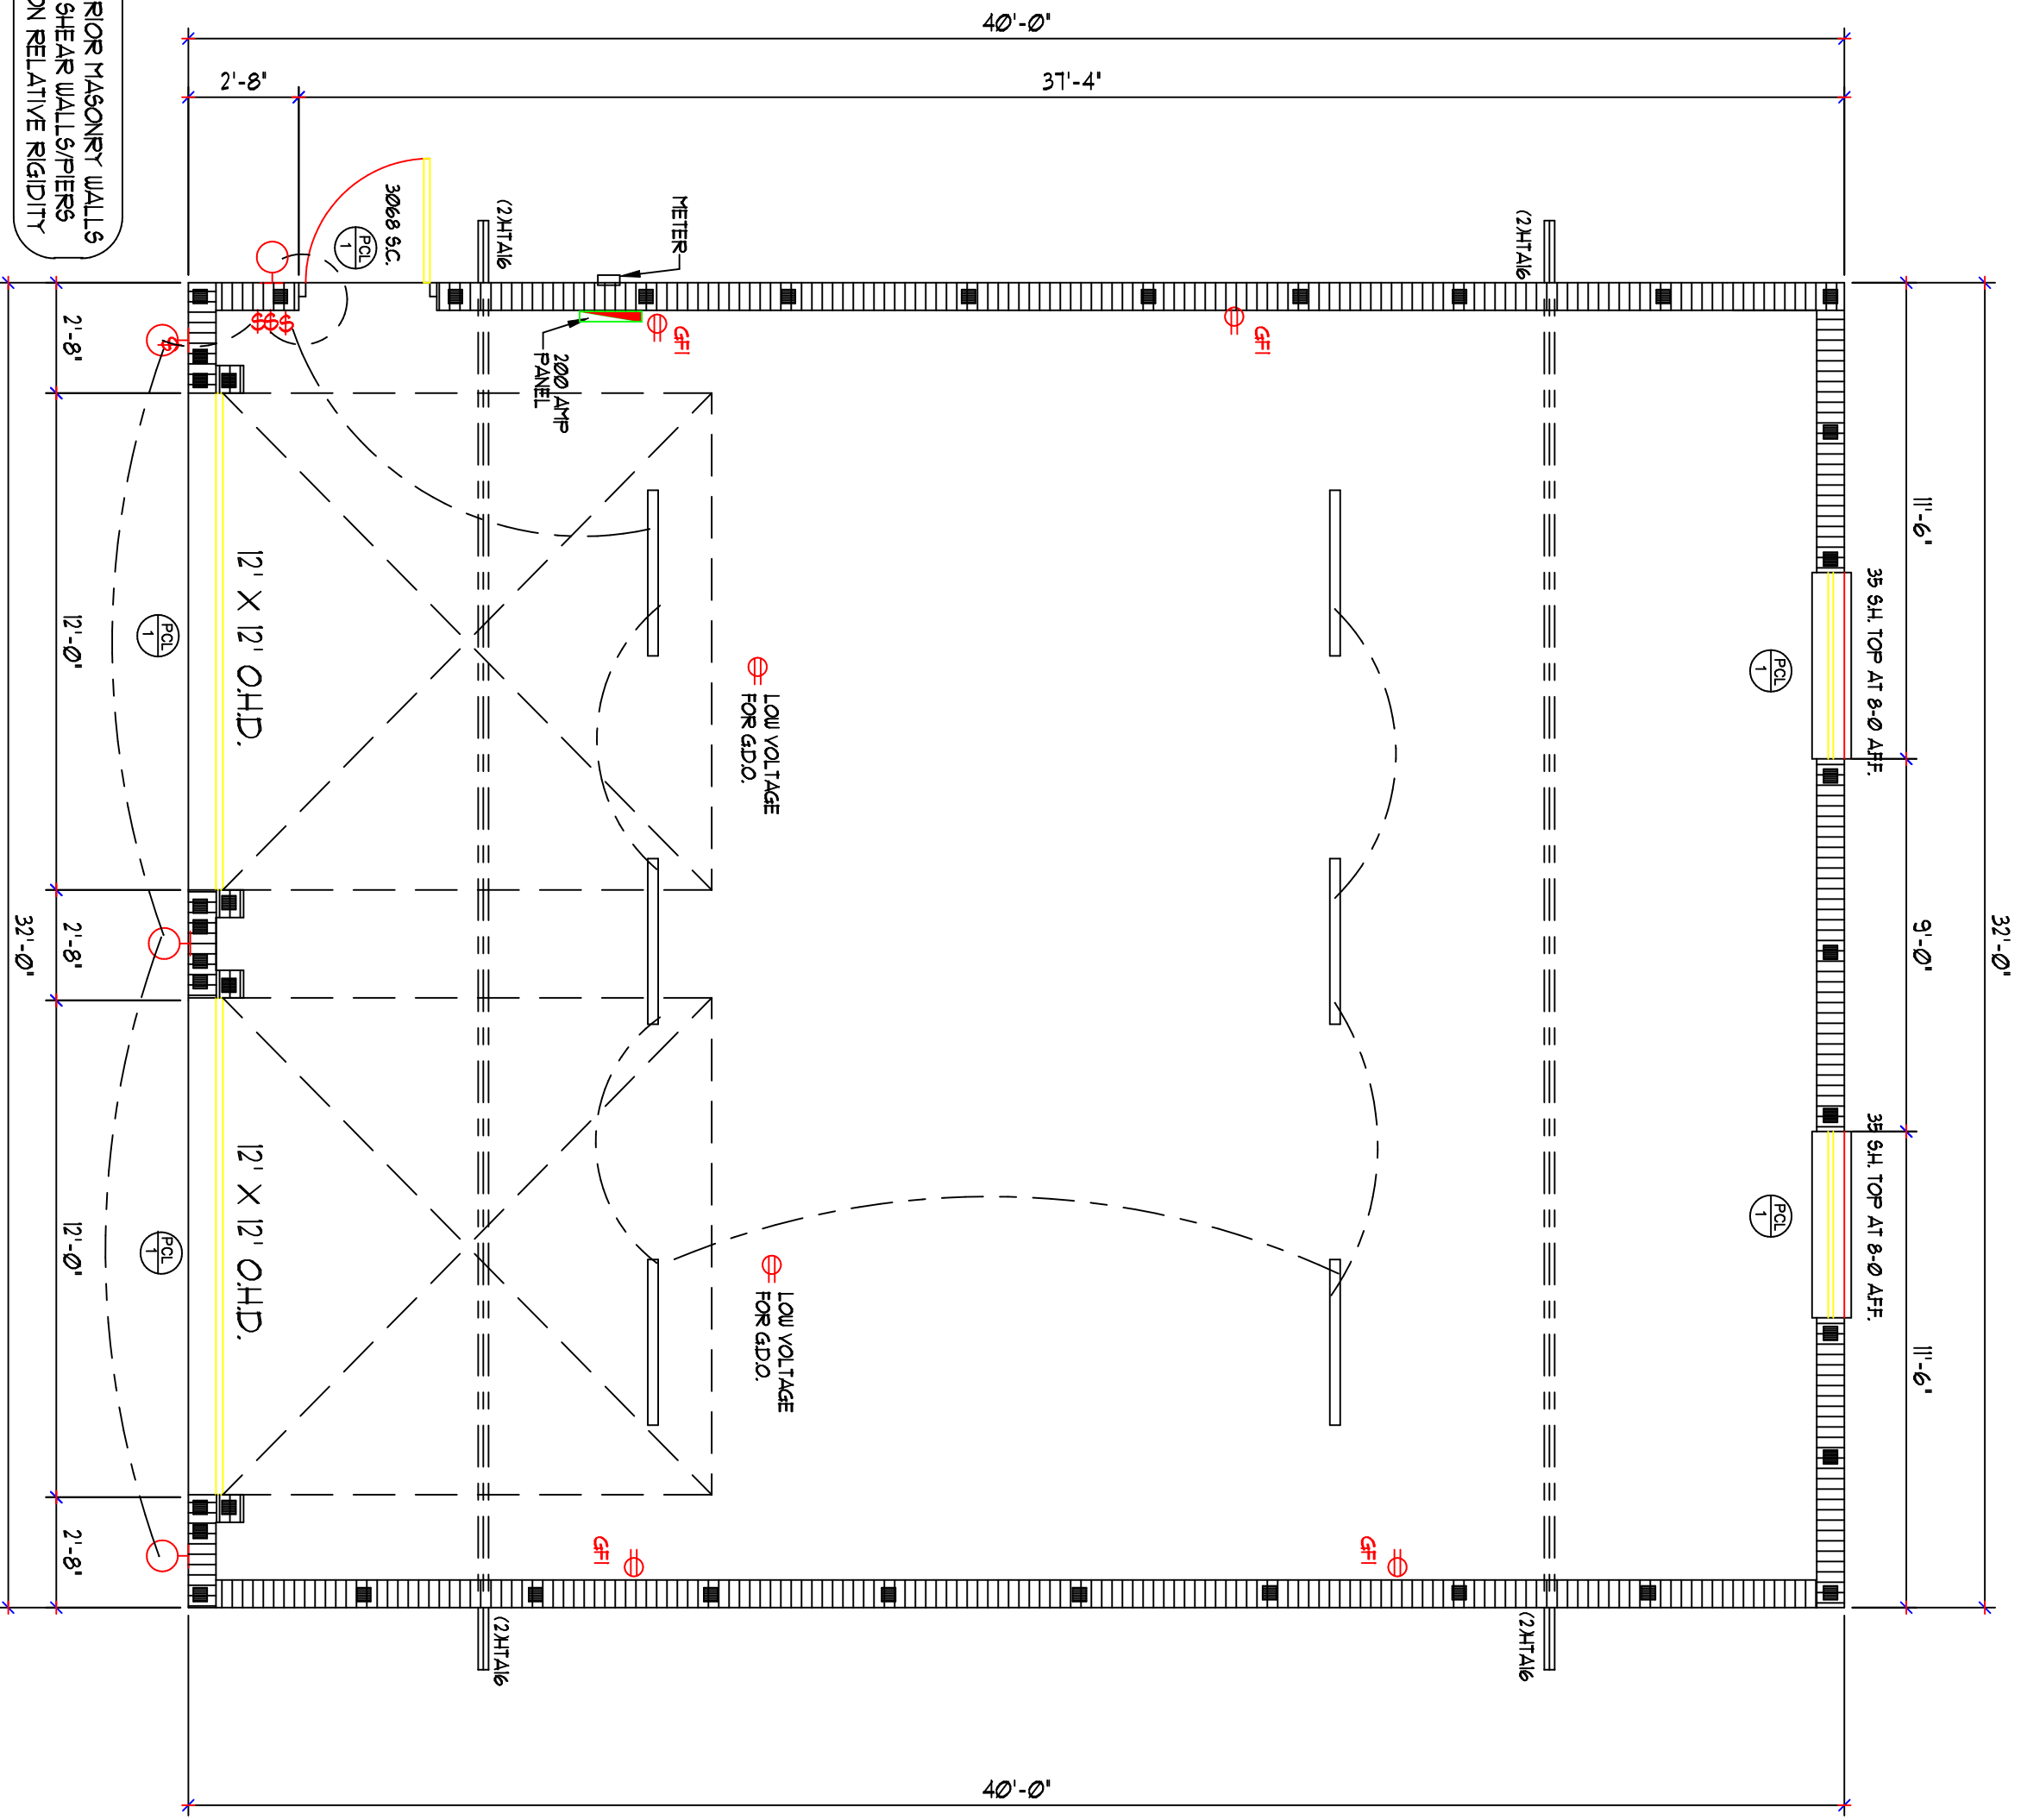 40'-0"
2'-8"
37'-4"
RIOR MASONRY WALLS
SHEAR WALLS/PIERS
ON RELATIVE RIGIDITY
3068 S.C.
PCL
1
(2)HTA16
METER
(2)HTA16
200 AMP
PANEL
GFI
GFI
$$$
$
2'-8"
12'-0"
2'-8"
12'-0"
2'-8"
32'-0"
PCL
1
12' X 12' O.H.D.
LOW VOLTAGE
FOR G.D.O.
PCL
1
12' X 12' O.H.D.
LOW VOLTAGE
FOR G.D.O.
35 S.H. TOP AT 8-0 A.F.F.
PCL
1
35 S.H. TOP AT 8-0 A.F.F.
PCL
1
11'-6"
9'-0"
11'-6"
32'-0"
GFI
GFI
(2)HTA16
(2)HTA16
40'-0"